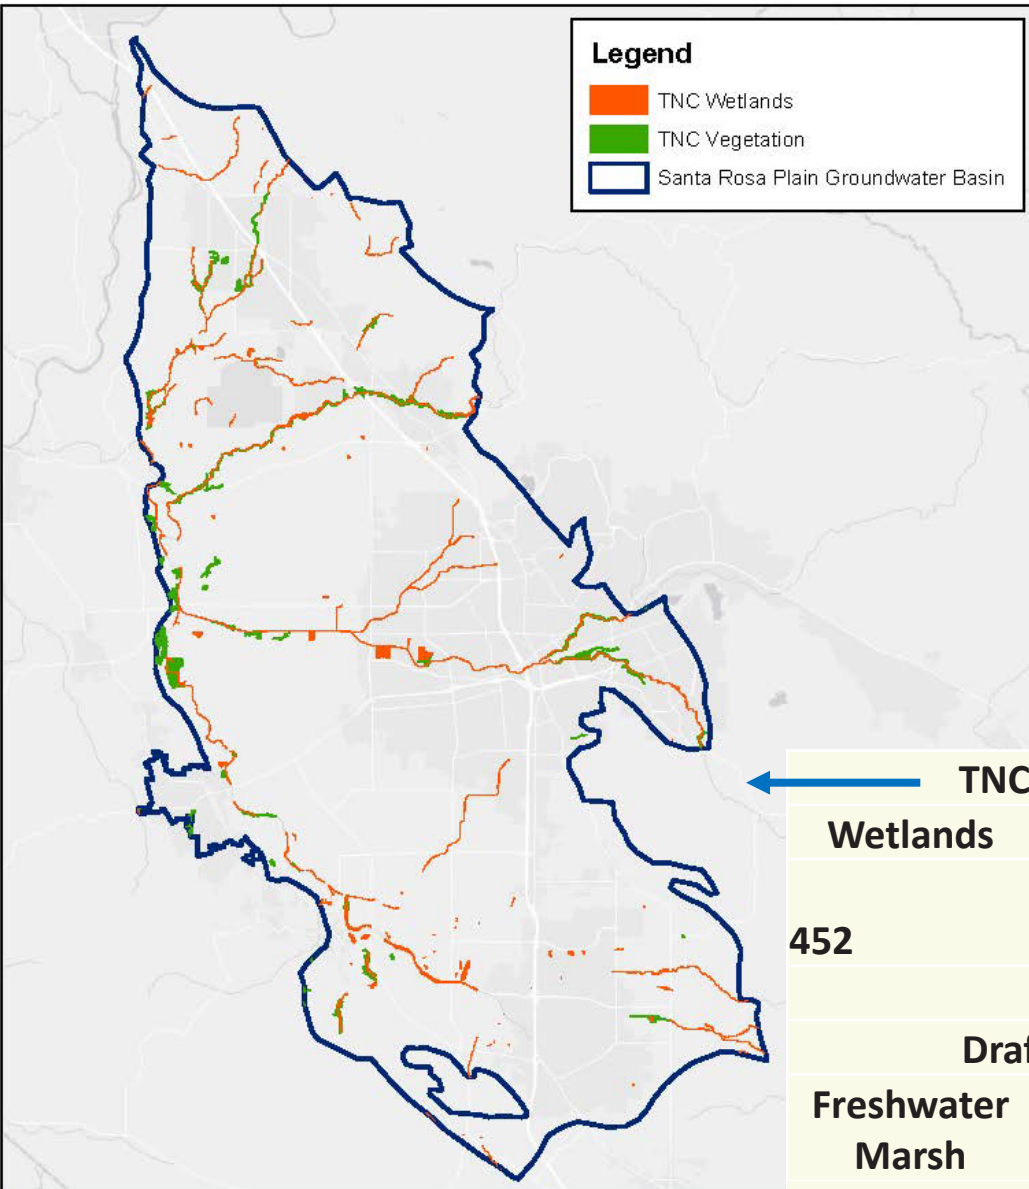 Legend
TNC Wetlands
TNC Vegetation
Santa Rosa Plain Groundwater Basin
TNC
Wetlands
452
Draf
Freshwater
Marsh